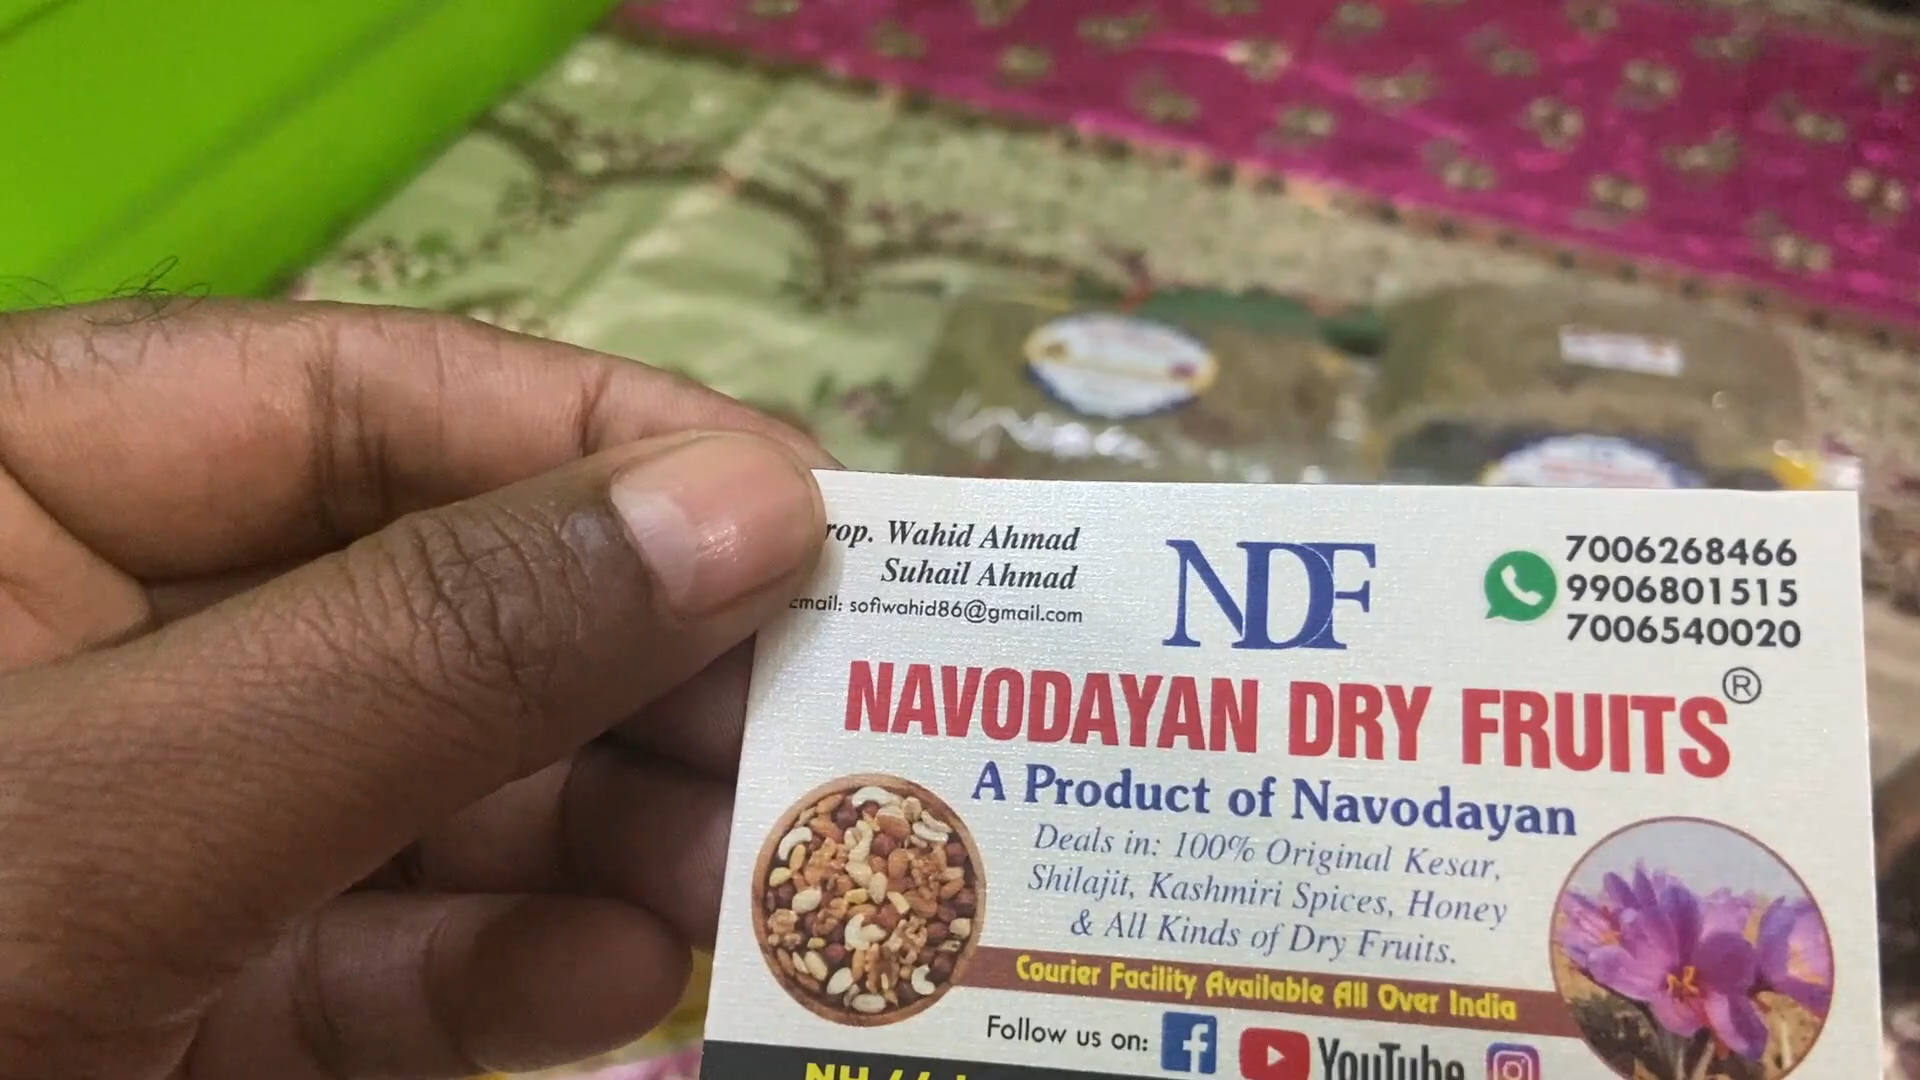 rop. Wahid Ahmad
Suhail Ahmad
Email: sofiwahid86@gmail.com
NDF
7006268466
9906801515
7006540020
NAVODAYAN DRY FRUITS®
A Product of Navodayan
Deals in: 100% Original Kesar,
Shilajit, Kashmiri Spices, Honey
& All Kinds of Dry Fruits.
Courier Facility Available All Over India
Follow us on:
YouTube